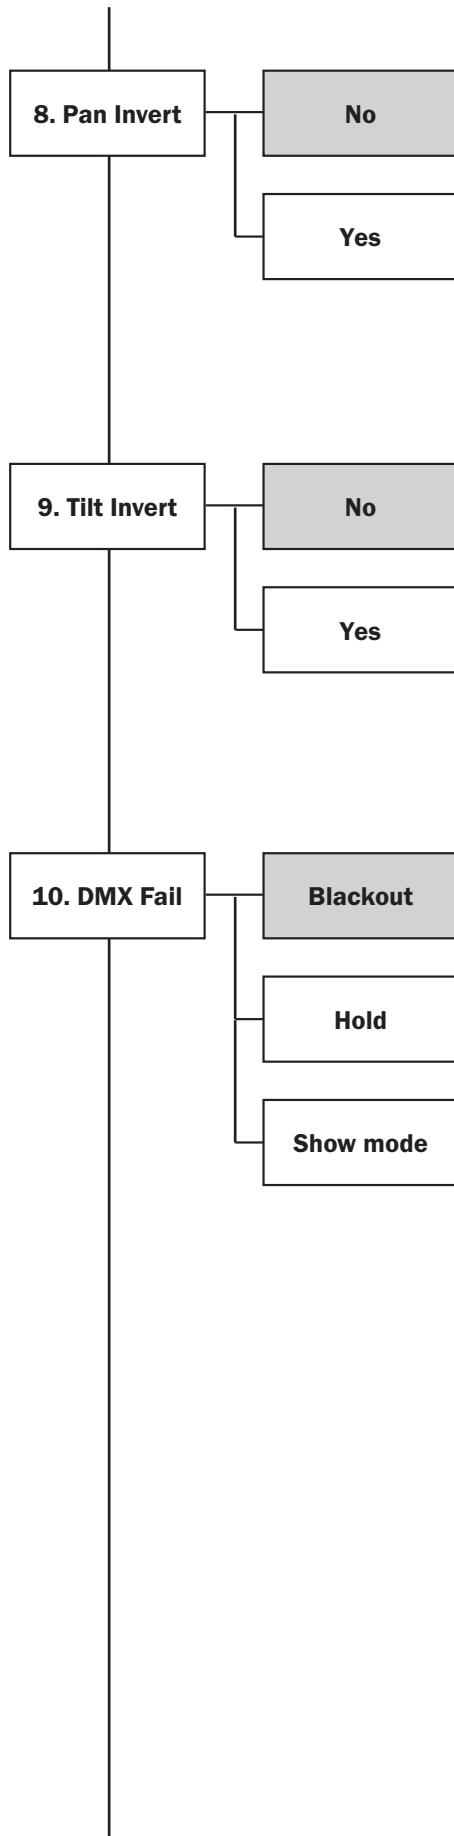 8. Pan Invert
No
Yes
9. Tilt Invert
No
Yes
10. DMX Fail
Blackout
Hold
Show mode